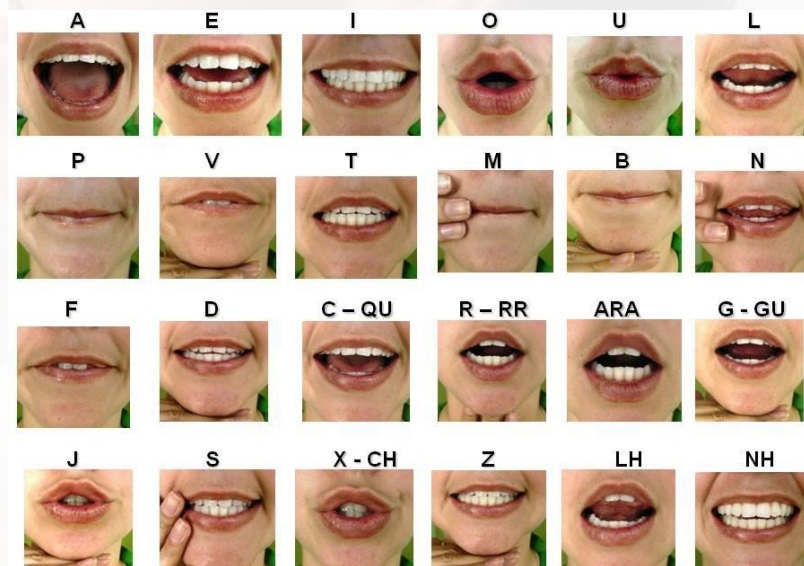 A E I O U L
P V T M B N
F D C – QU R – RR ARA G - GU
J S X - CH Z LH NH